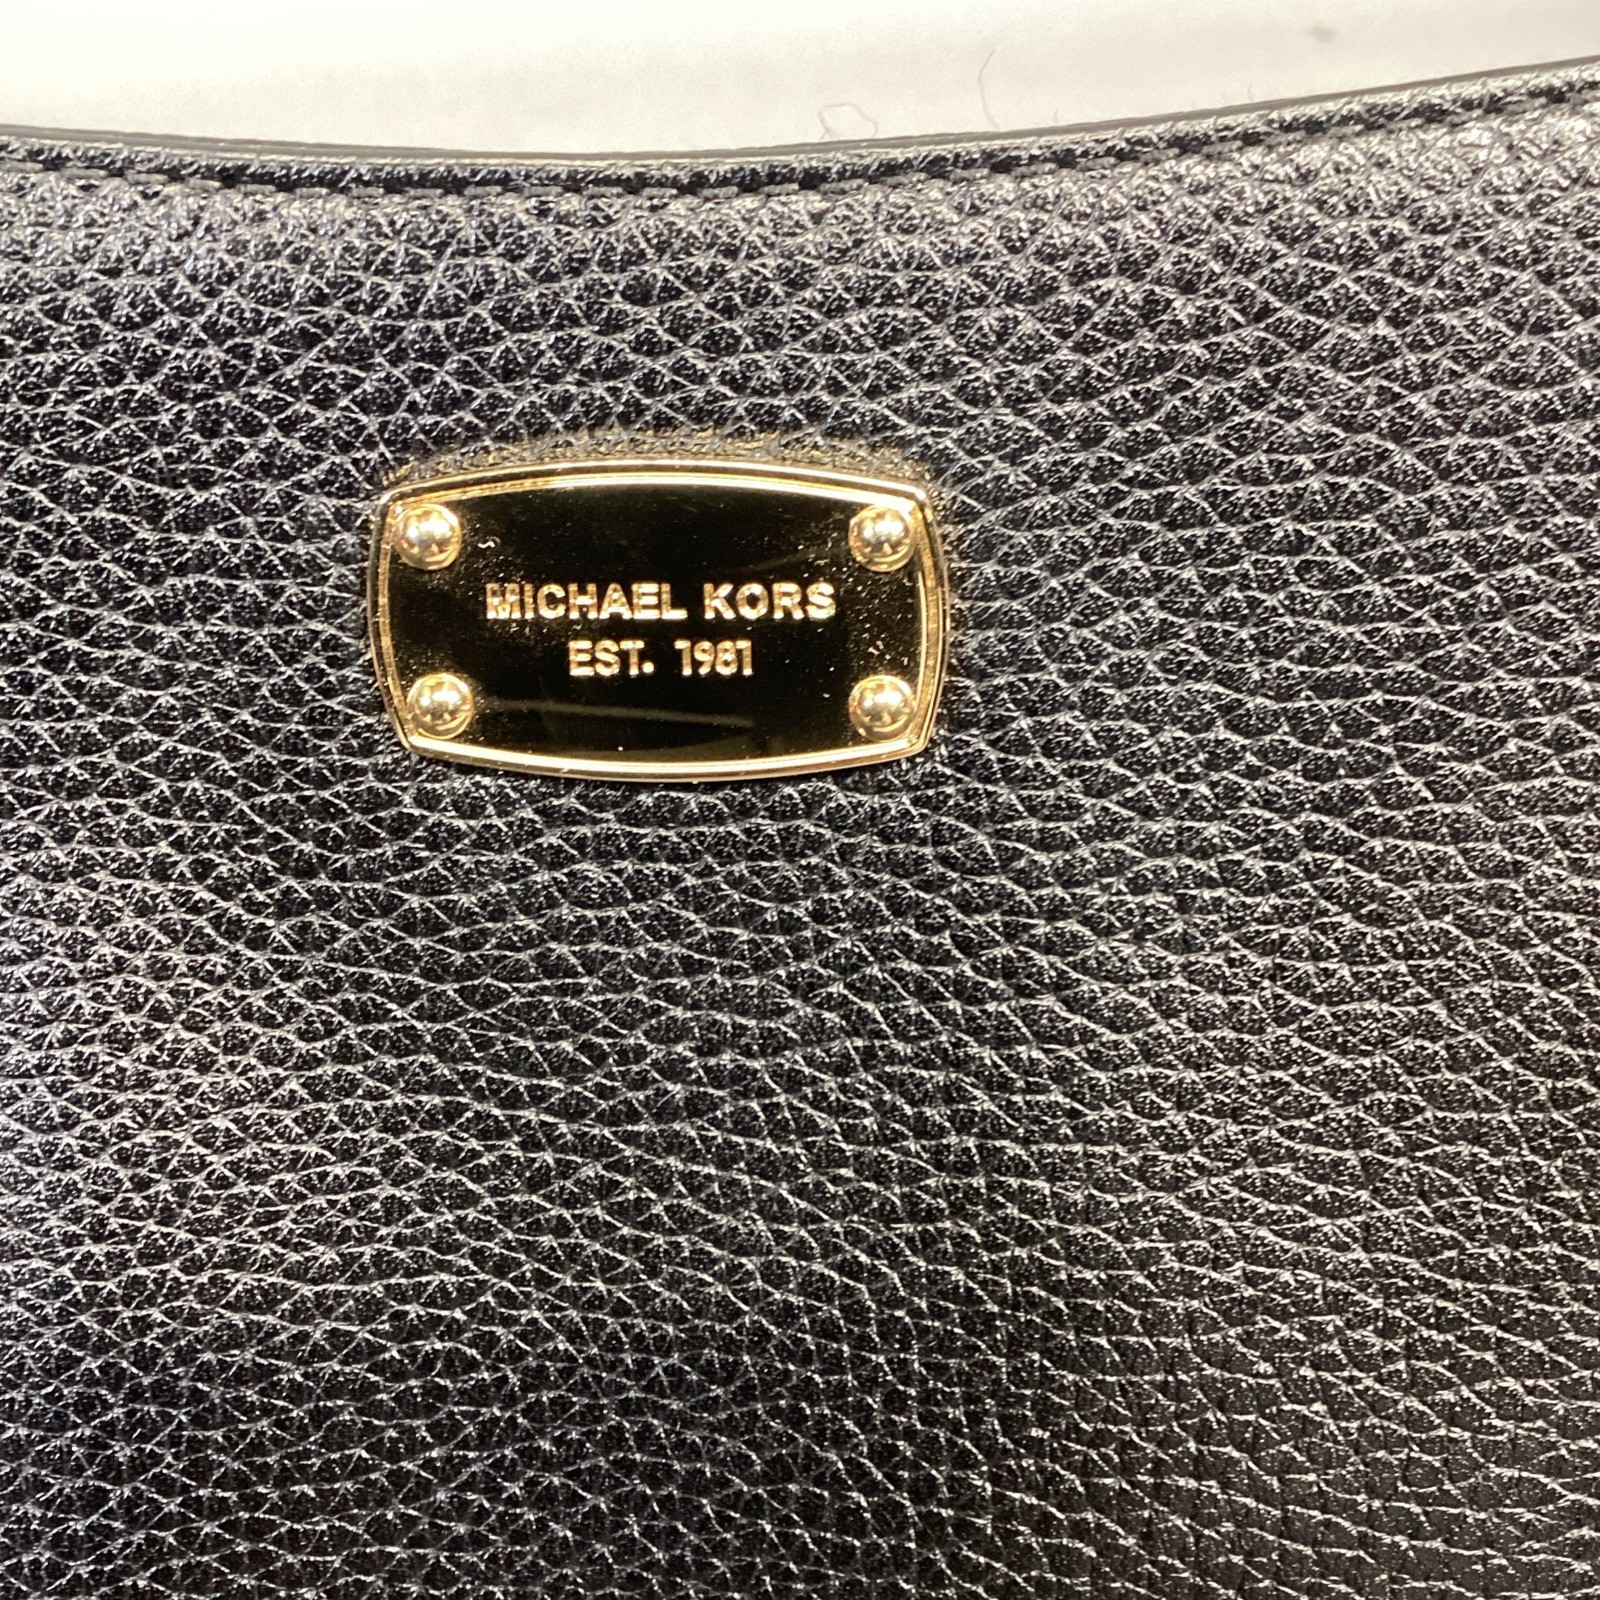 MICHAEL KORS
EST. 1981